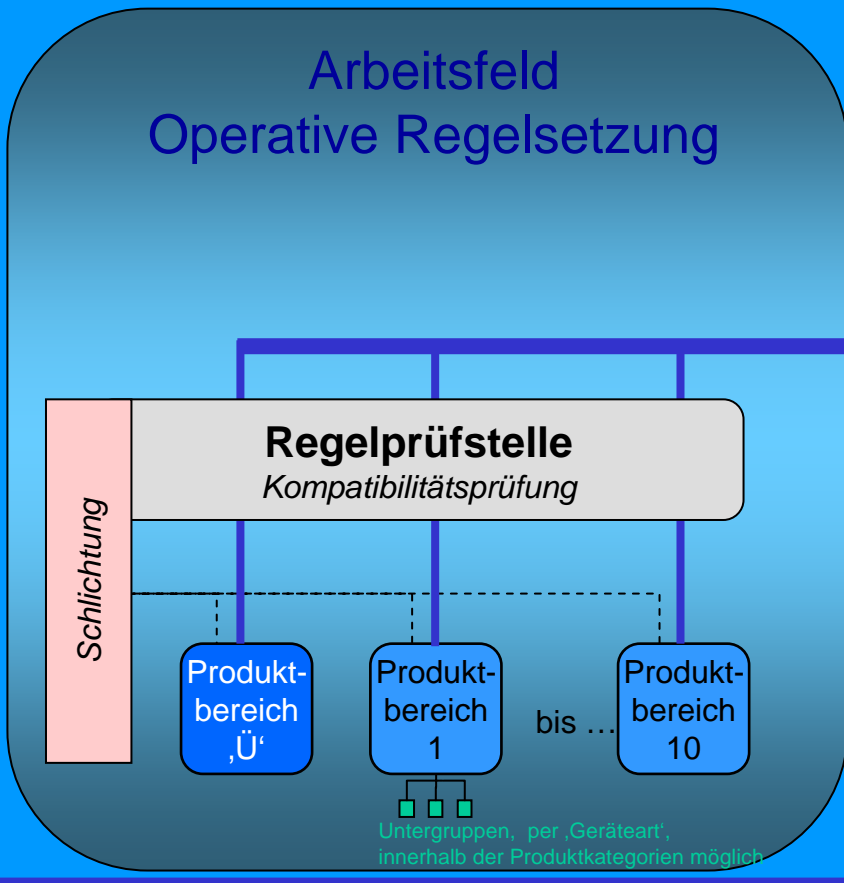 Arbeitsfeld
Operative Regelsetzung
Regelprüfstelle
Kompatibilitätsprüfung
Schlichtung
Produkt-
bereich
‚Ü‘
Produkt-
bereich
1
bis …
Produkt-
bereich
10
Untergruppen, per ‚Geräteart‘,
innerhalb der Produktkategorien möglich